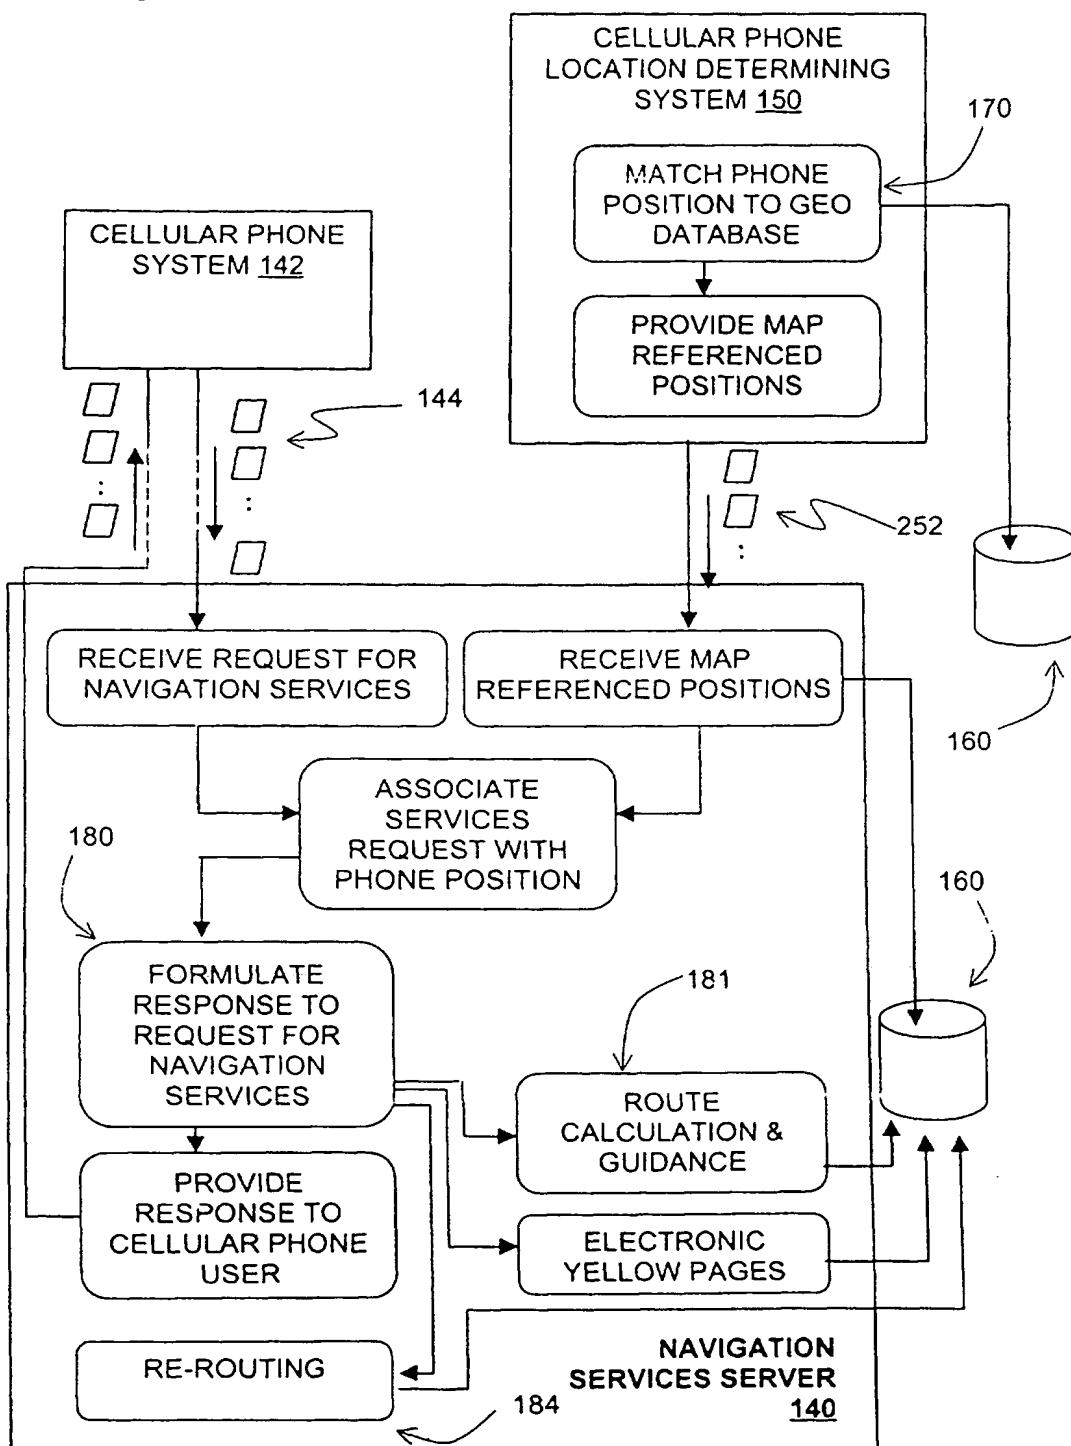 CELLULAR PHONE
LOCATION DETERMINING
SYSTEM 150
170
MATCH PHONE
POSITION TO GEO
DATABASE
CELLULAR PHONE
SYSTEM 142
PROVIDE MAP
REFERENCED
POSITIONS
144
252
RECEIVE REQUEST FOR
NAVIGATION SERVICES
RECEIVE MAP
REFERENCED POSITIONS
160
ASSOCIATE
SERVICES
REQUEST WITH
PHONE POSITION
180
160
FORMULATE
RESPONSE TO
REQUEST FOR
NAVIGATION
SERVICES
181
ROUTE
CALCULATION &
GUIDANCE
PROVIDE
RESPONSE TO
CELLULAR PHONE
USER
ELECTRONIC
YELLOW PAGES
RE-ROUTING
184
NAVIGATION
SERVICES SERVER
140